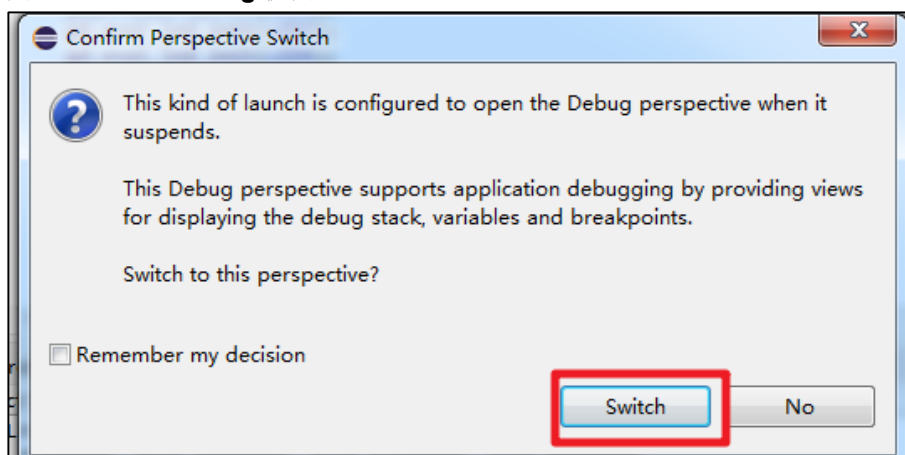 Confirm Perspective Switch
This kind of launch is configured to open the Debug perspective when it
suspends.
This Debug perspective supports application debugging by providing views
for displaying the debug stack, variables and breakpoints.
Switch to this perspective?
Remember my decision
Switch No